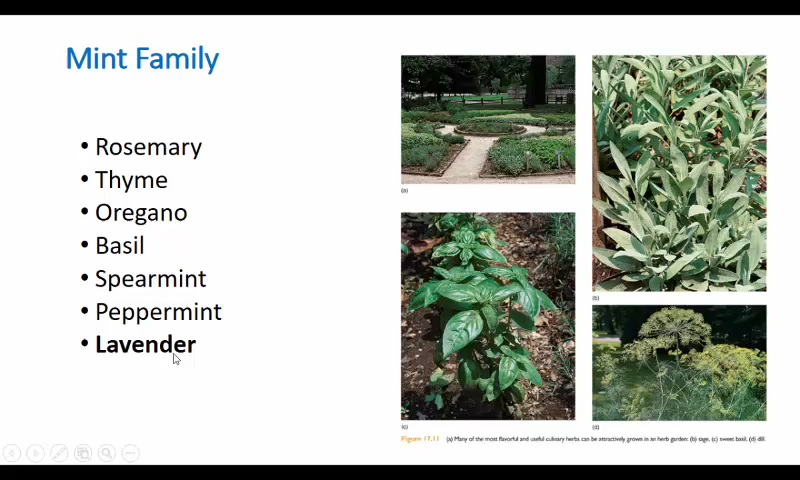 Mint Family
• Rosemary
• Thyme
• Oregano
• Basil
• Spearmint
• Peppermint
• Lavender
(a)
(b)
(c)
(d)
Figure 17.11 (a) Many of the most flavorful and useful culinary herbs can be attractively grown in an herb garden: (b) sage, (c) sweet basil, (d) dill.